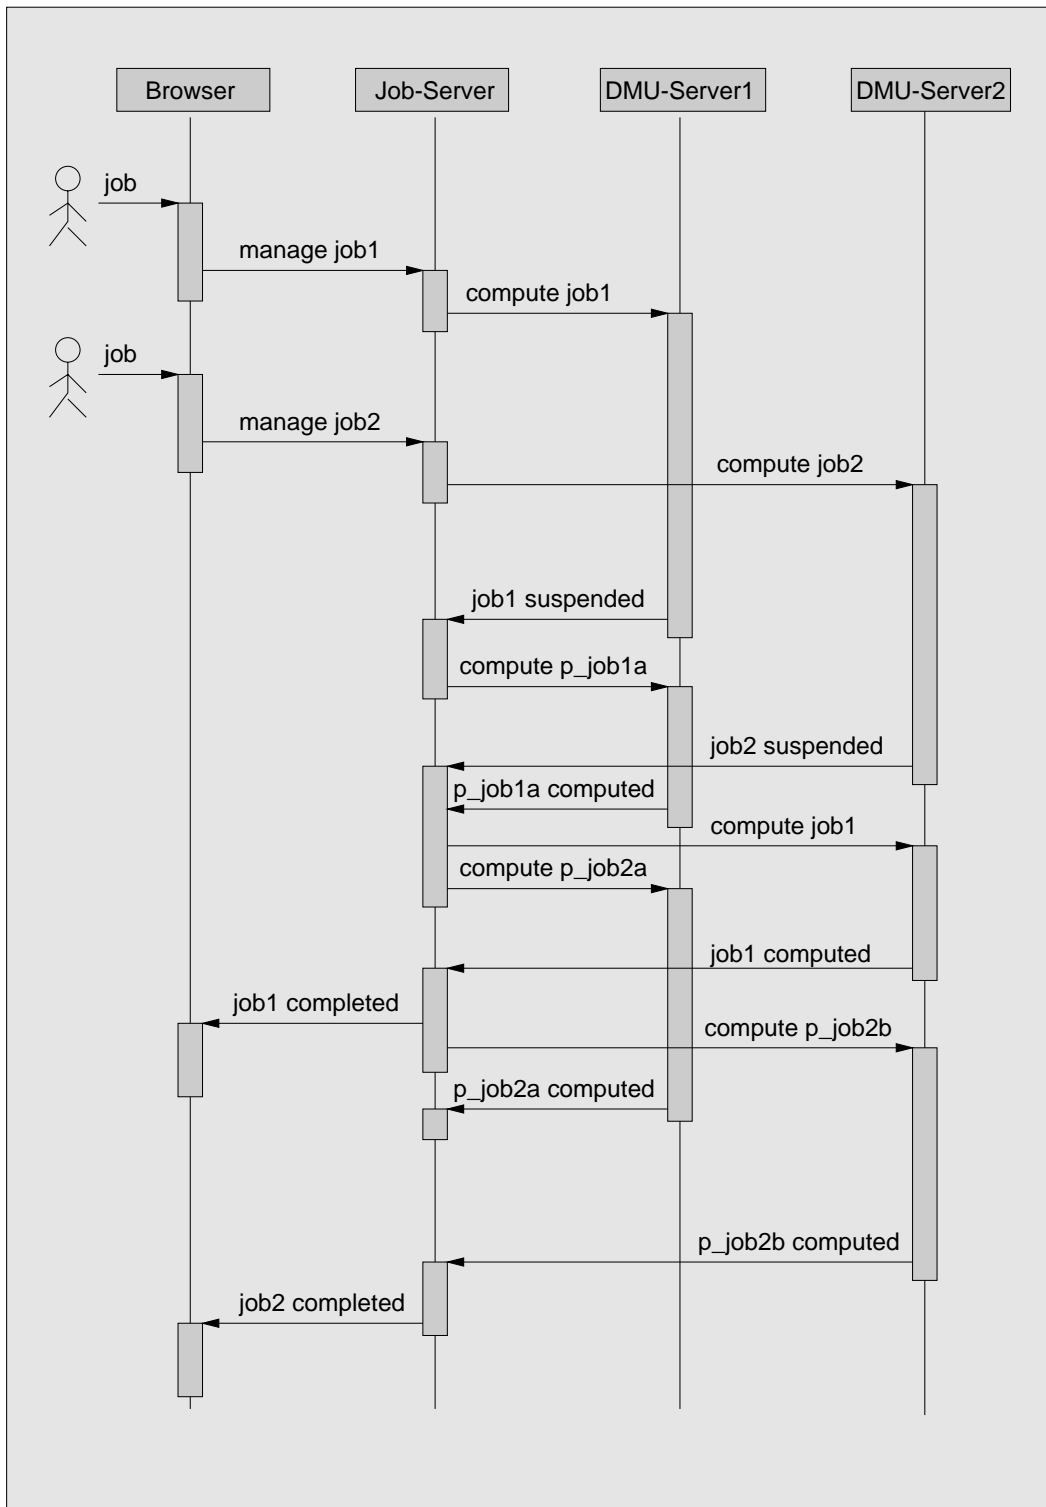 Browser
Job-Server
DMU-Server1
DMU-Server2
job
manage job1
compute job1
job
manage job2
compute job2
job1 suspended
compute p_job1a
job2 suspended
p_job1a computed
compute job1
compute p_job2a
job1 computed
job1 completed
compute p_job2b
p_job2a computed
p_job2b computed
job2 completed